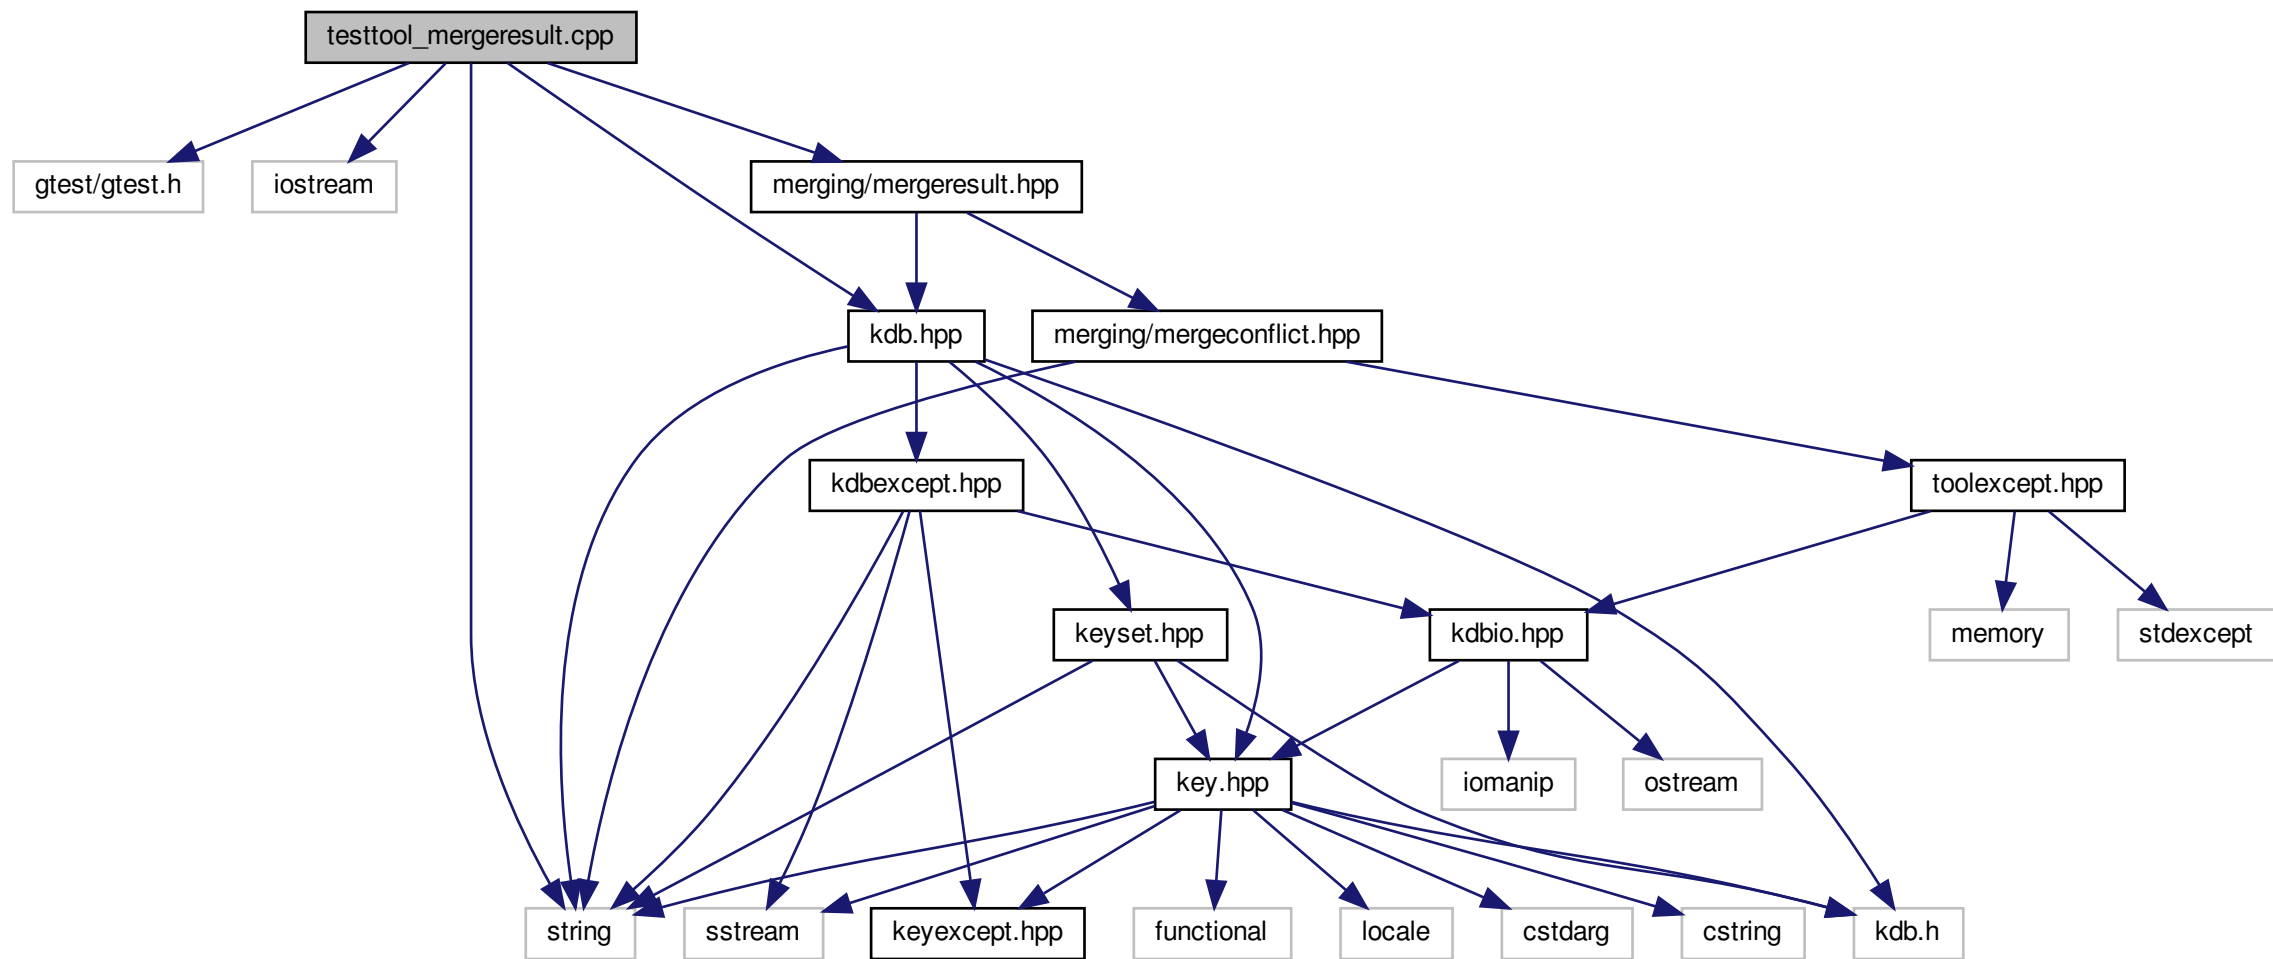 testtool_mergeresult.cpp
gtest/gtest.h
iostream
merging/mergeresult.hpp
kdb.hpp
merging/mergeconflict.hpp
kdbexcept.hpp
toolexcept.hpp
keyset.hpp
kdbio.hpp
memory
stdexcept
key.hpp
iomanip
ostream
string
sstream
keyexcept.hpp
functional
locale
cstdarg
cstring
kdb.h